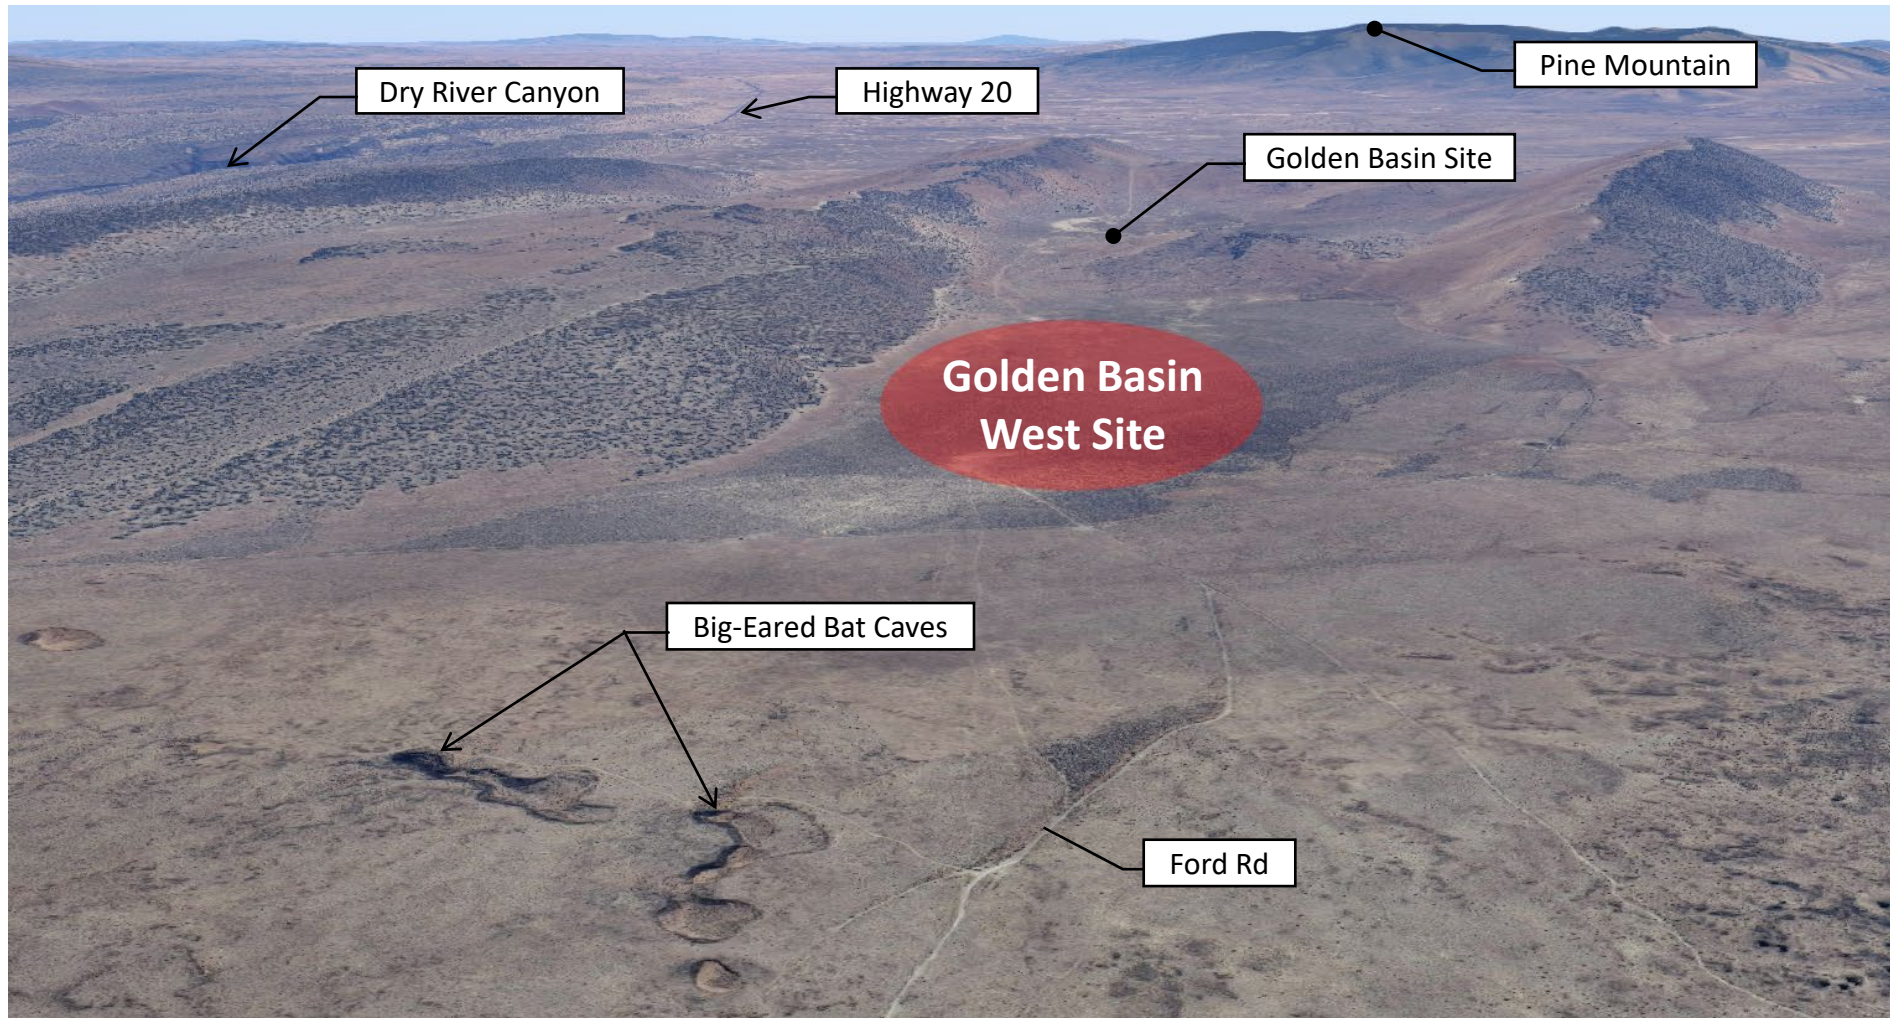 Pine Mountain
Dry River Canyon
Highway 20
Golden Basin Site
Golden Basin
West Site
Big-Eared Bat Caves
Ford Rd